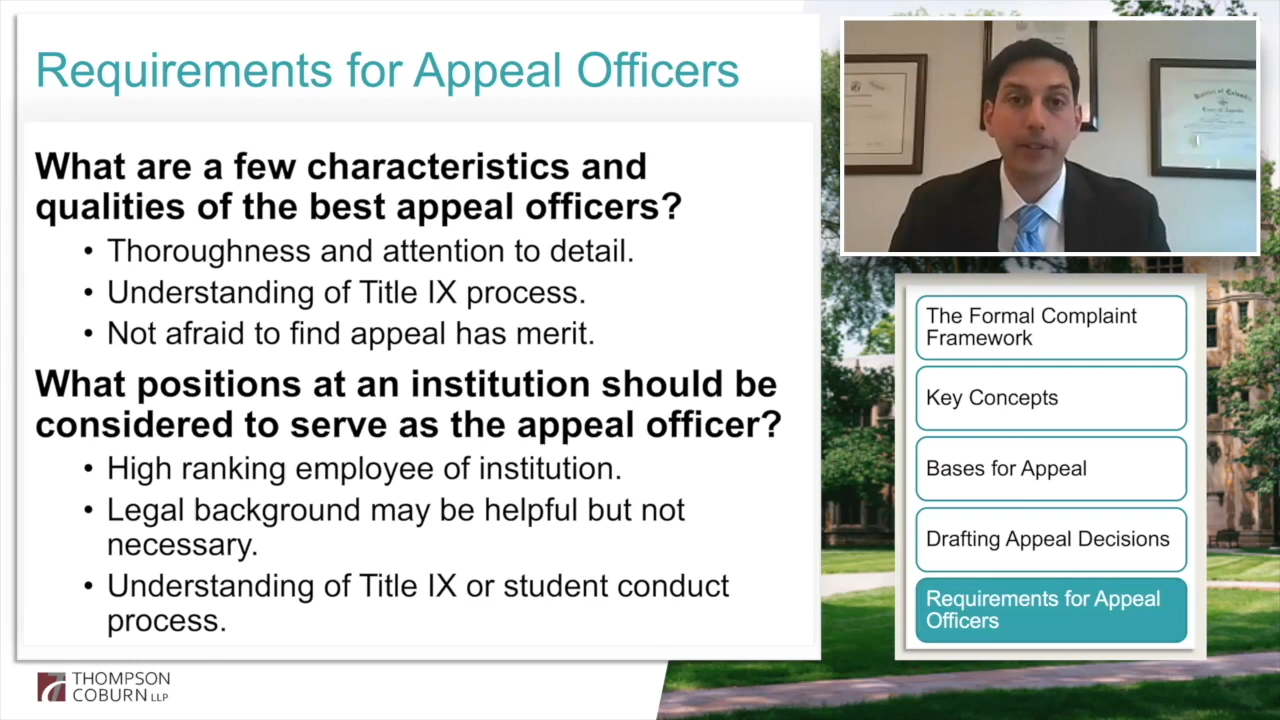 Requirements for Appeal Officers
What are a few characteristics and
qualities of the best appeal officers?
• Thoroughness and attention to detail.
• Understanding of Title IX process.
• Not afraid to find appeal has merit.
What positions at an institution should be
considered to serve as the appeal officer?
• High ranking employee of institution.
• Legal background may be helpful but not
necessary.
• Understanding of Title IX or student conduct
process.
The Formal Complaint
Framework
Key Concepts
Bases for Appeal
Drafting Appeal Decisions
Requirements for Appeal
Officers
THOMPSON
COBURN LLP